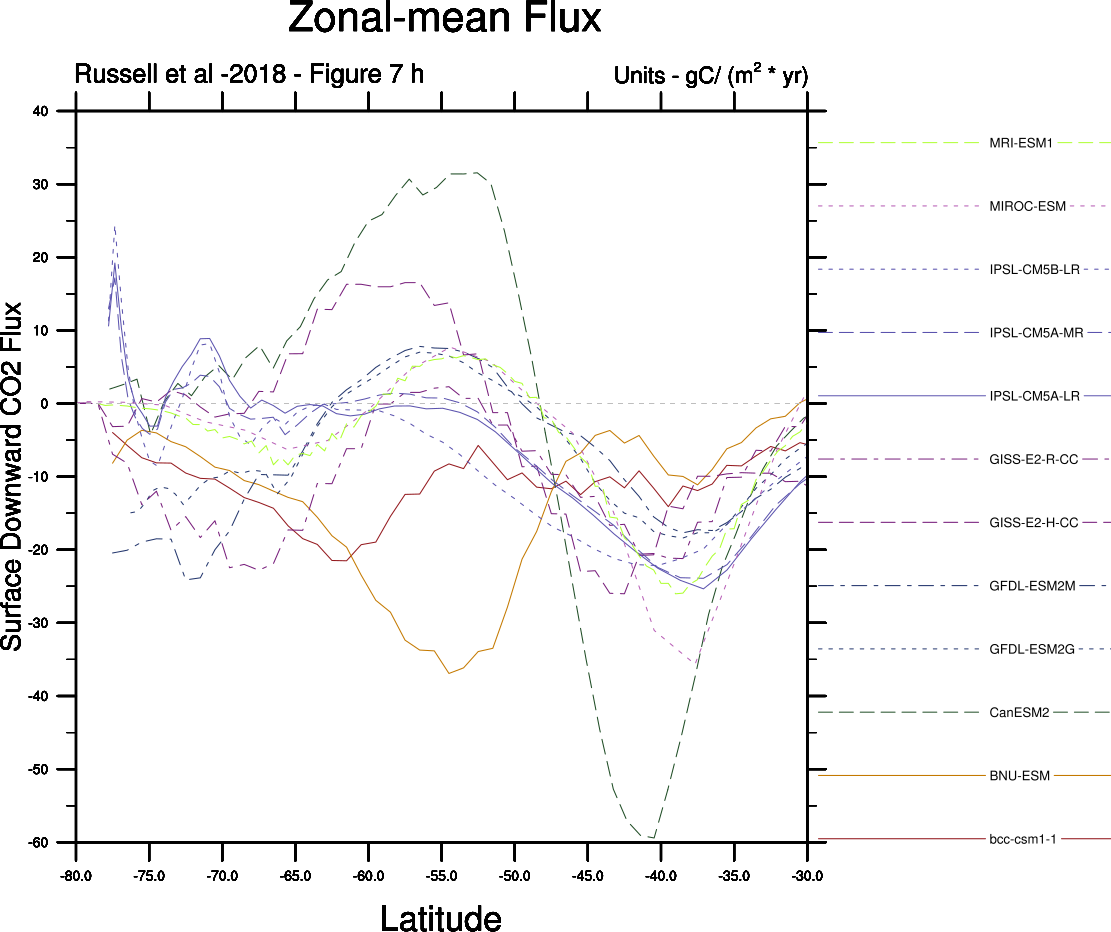 Zonal-mean Flux
Russell et al -2018 - Figure 7 h
Units - gC/ (m² * yr)
Surface Downward CO2 Flux
40
30
20
10
0
-10
-20
-30
-40
-50
-60
-80.0 -75.0 -70.0 -65.0 -60.0 -55.0 -50.0 -45.0 -40.0 -35.0 -30.0
Latitude
MRI-ESM1
MIROC-ESM
IPSL-CM5B-LR
IPSL-CM5A-MR
IPSL-CM5A-LR
GISS-E2-R-CC
GISS-E2-H-CC
GFDL-ESM2M
GFDL-ESM2G
CanESM2
BNU-ESM
bcc-csm1-1